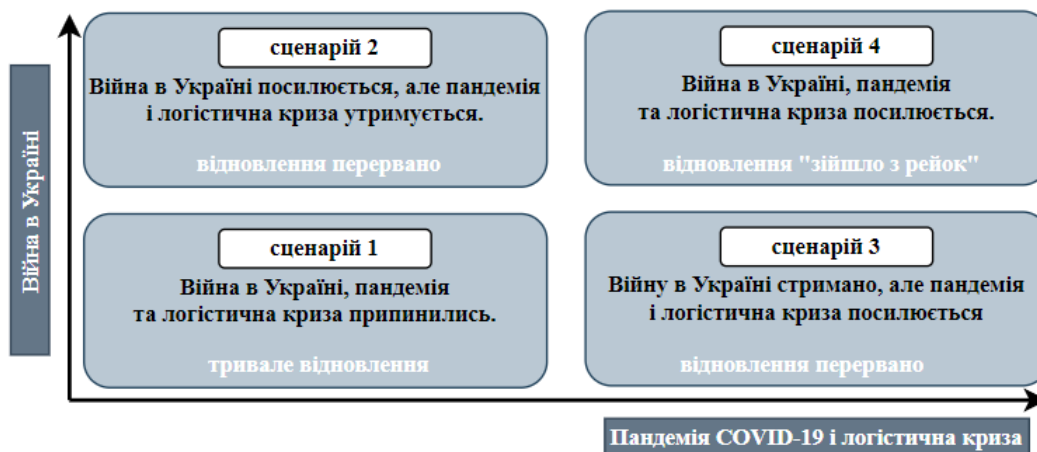 Війна в Україні
сценарій 2
Війна в Україні посилюється, але пандемія
і логістична криза утримується.
відновлення перервано
сценарій 4
Війна в Україні, пандемія
та логістична криза посилюється.
відновлення "зійшло з рейок"
сценарій 1
Війна в Україні, пандемія
та логістична криза припинились.
тривале відновлення
сценарій 3
Війну в Україні стримано, але пандемія
і логістична криза посилюється
відновлення перервано
Пандемія COVID-19 і логістична криза